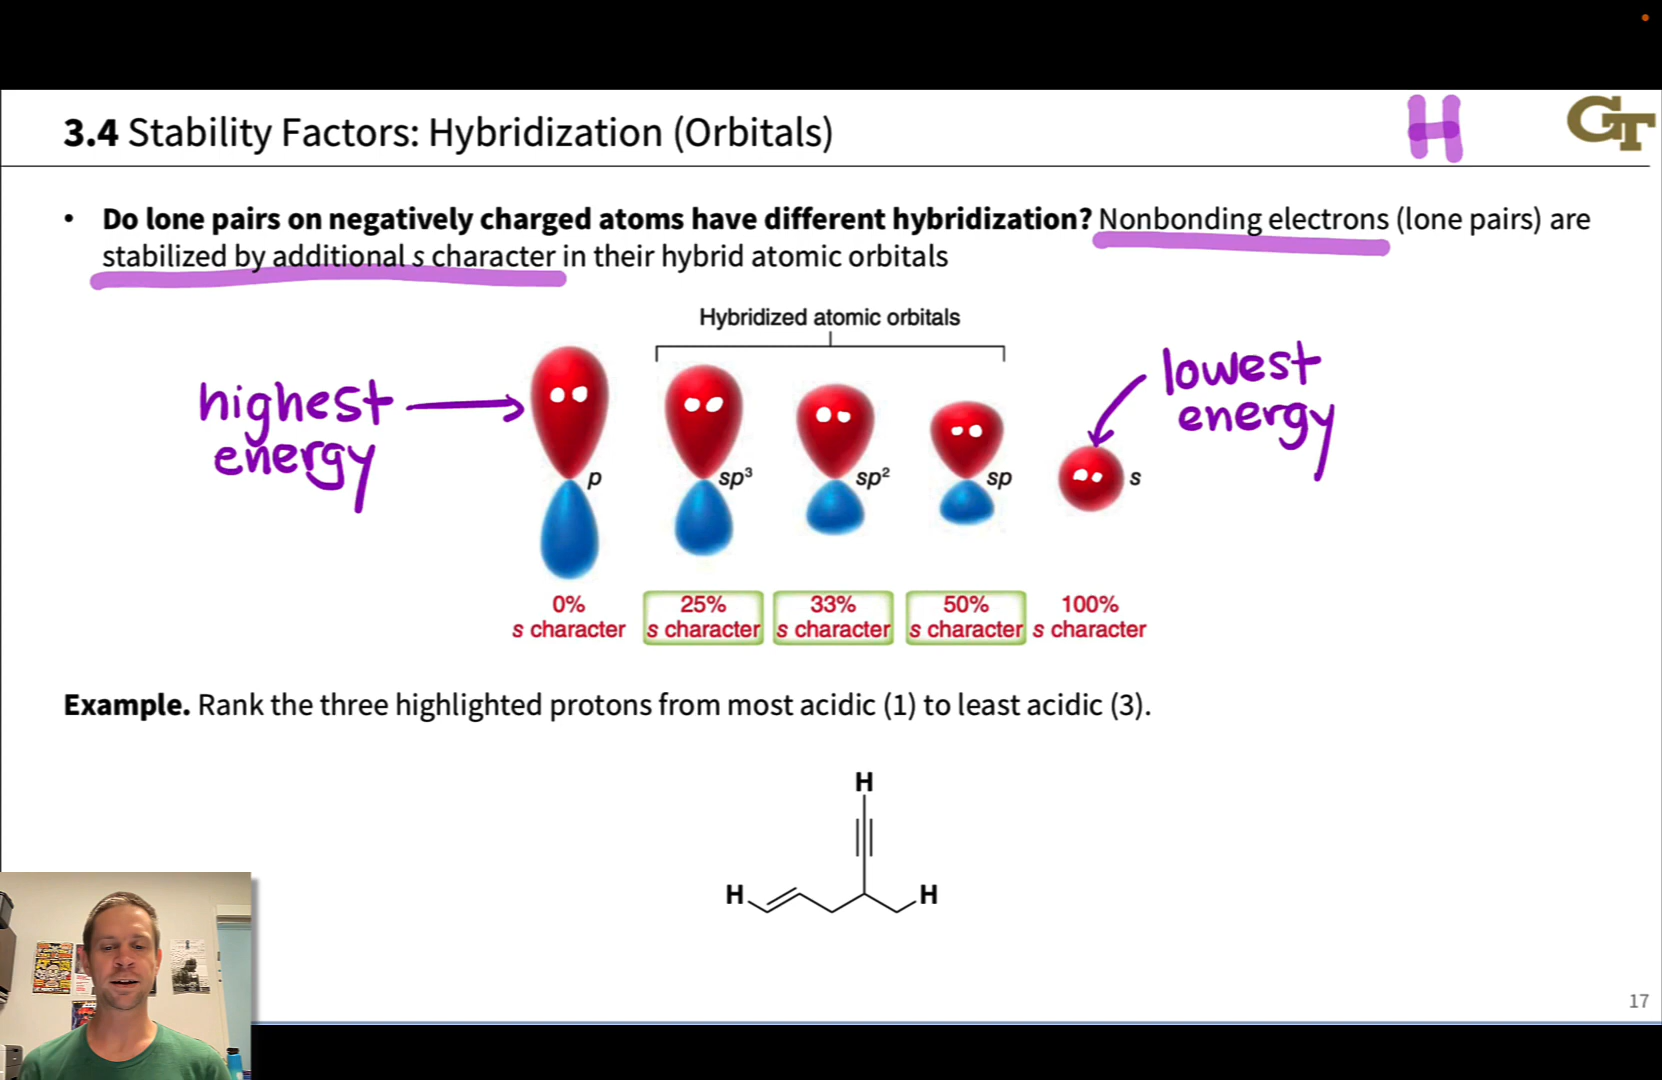 3.4 Stability Factors: Hybridization (Orbitals)
H
GT
• Do lone pairs on negatively charged atoms have different hybridization? Nonbonding electrons (lone pairs) are
stabilized by additional s character in their hybrid atomic orbitals
Hybridized atomic orbitals
highest
energy
lowest
energy
p
sp³
sp²
sp
s
0%
s character
25%
s character
33%
s character
50%
s character
100%
s character
Example. Rank the three highlighted protons from most acidic (1) to least acidic (3).
H
H
H
17